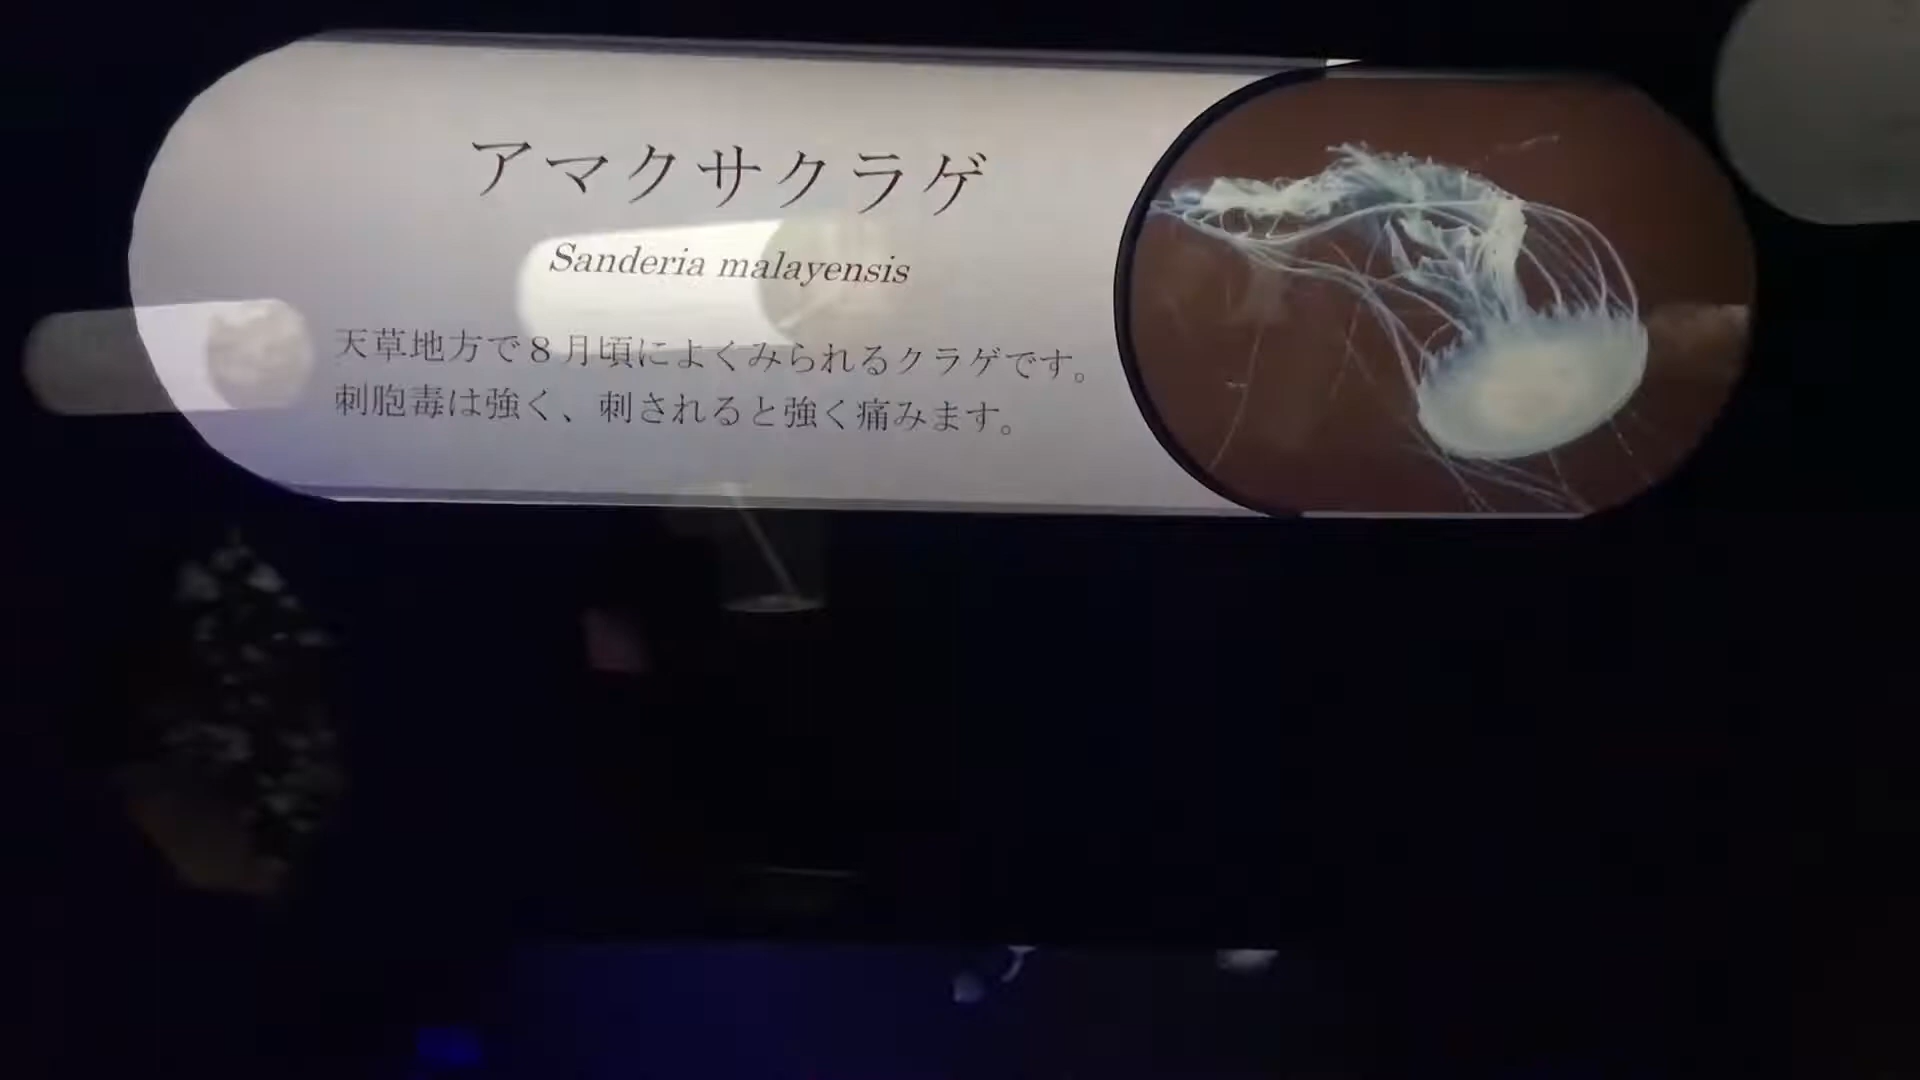 アマクサクラゲ
Sanderia malayensis
天草地方で８月頃によくみられるクラゲです。
刺胞毒は強く、刺されると強く痛みます。